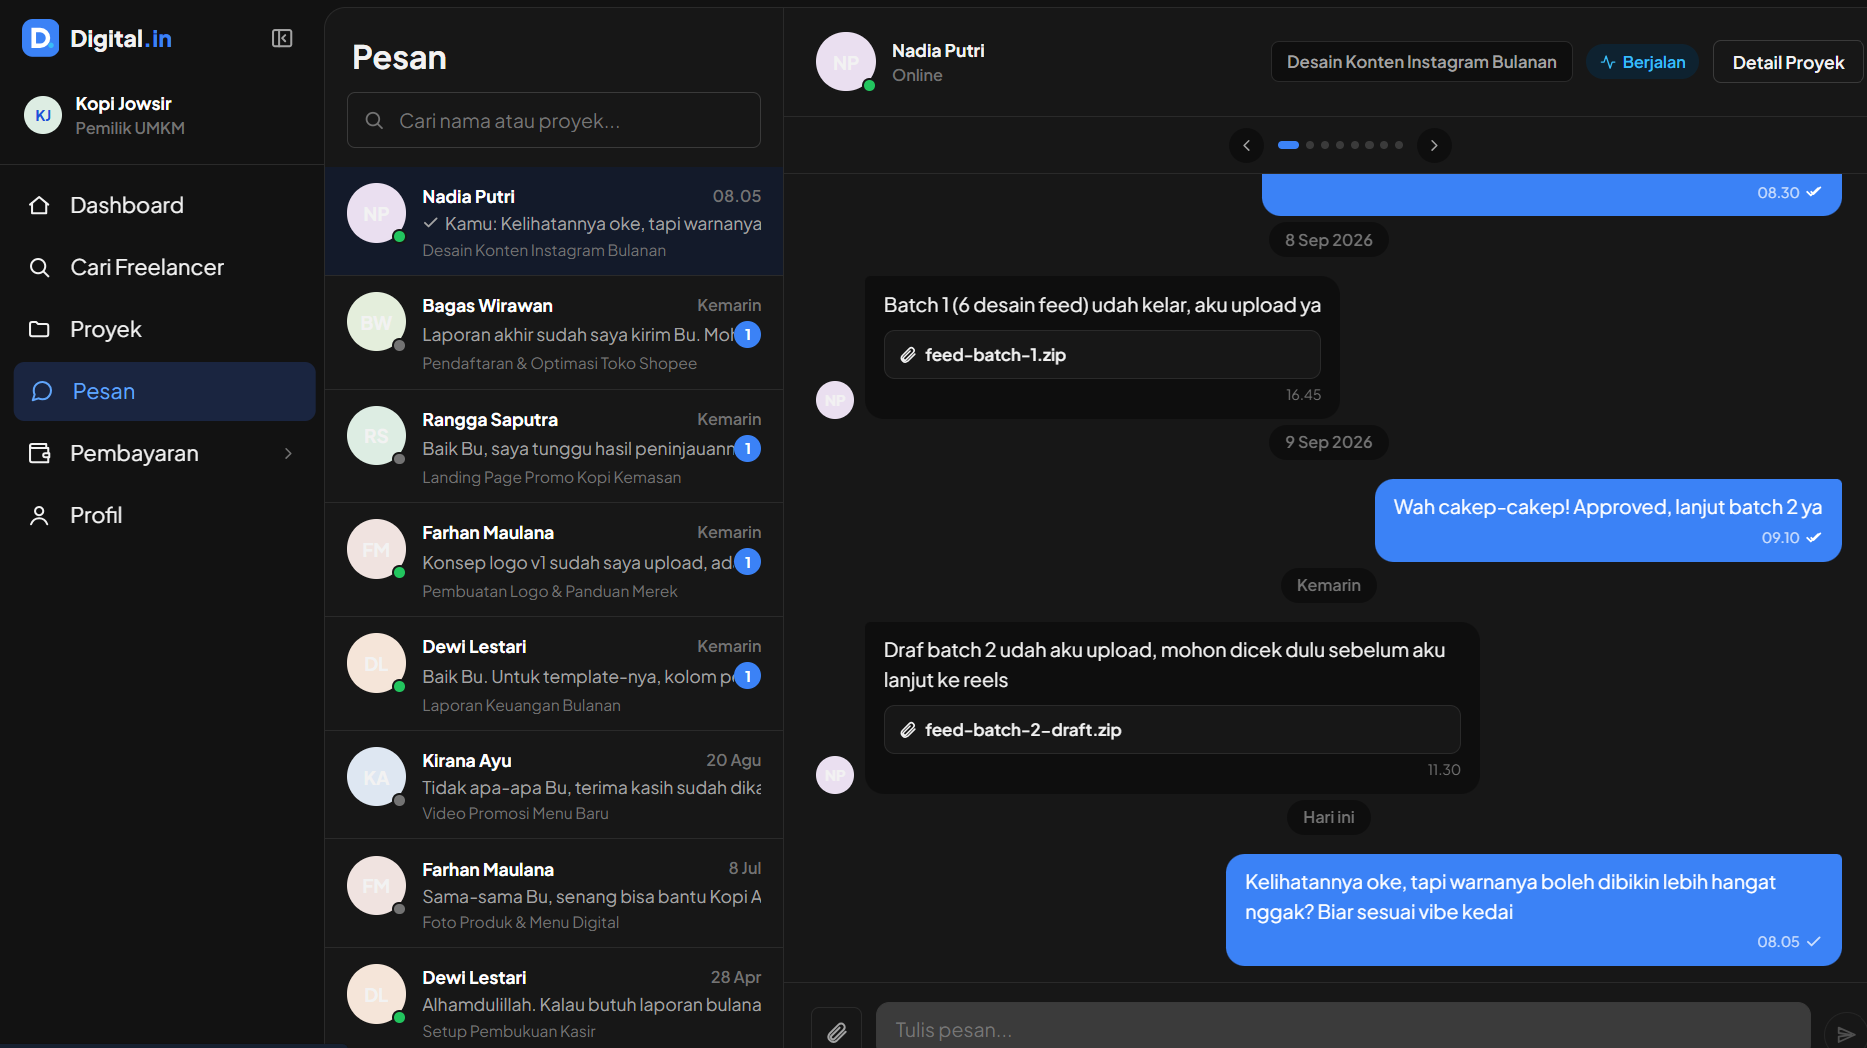 Digital.in
KJ
Kopi Jowsir
Pemilik UMKM
Dashboard
Cari Freelancer
Proyek
Pesan
Pembayaran
Profil
Pesan
Cari nama atau proyek...
NP
Nadia Putri
08.05
Kamu: Kelihatannya oke, tapi warnanya
Desain Konten Instagram Bulanan
BW
Bagas Wirawan
Kemarin
Laporan akhir sudah saya kirim Bu. Moh
1
Pendaftaran & Optimasi Toko Shopee
RS
Rangga Saputra
Kemarin
Baik Bu, saya tunggu hasil peninjauann
1
Landing Page Promo Kopi Kemasan
FM
Farhan Maulana
Kemarin
Konsep logo v1 sudah saya upload, ad
1
Pembuatan Logo & Panduan Merek
DL
Dewi Lestari
Kemarin
Baik Bu. Untuk template-nya, kolom pe
1
Laporan Keuangan Bulanan
KA
Kirana Ayu
20 Agu
Tidak apa-apa Bu, terima kasih sudah dika
Video Promosi Menu Baru
FM
Farhan Maulana
8 Jul
Sama-sama Bu, senang bisa bantu Kopi A
Foto Produk & Menu Digital
DL
Dewi Lestari
28 Apr
Alhamdulillah. Kalau butuh laporan bulana
Setup Pembukuan Kasir
NP
Nadia Putri
Online
Desain Konten Instagram Bulanan
Berjalan
Detail Proyek
08.30
8 Sep 2026
Batch 1 (6 desain feed) udah kelar, aku upload ya
feed-batch-1.zip
16.45
NP
9 Sep 2026
Wah cakep-cakep! Approved, lanjut batch 2 ya
09.10
Kemarin
Draf batch 2 udah aku upload, mohon dicek dulu sebelum aku
lanjut ke reels
feed-batch-2-draft.zip
11.30
NP
Hari ini
Kelihatannya oke, tapi warnanya boleh dibikin lebih hangat
nggak? Biar sesuai vibe kedai
08.05
Tulis pesan...